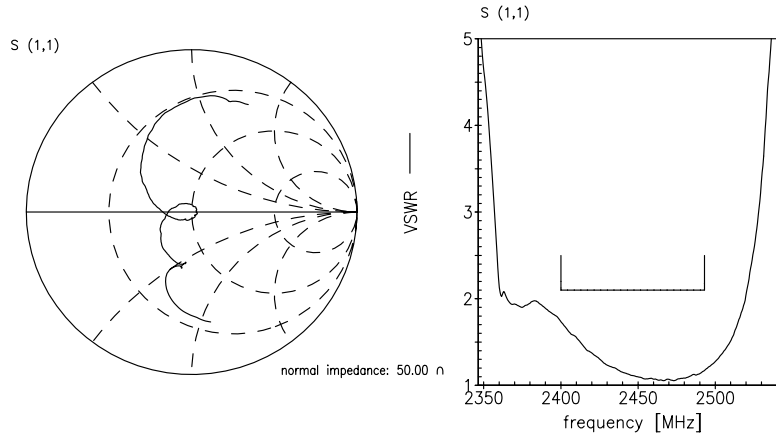 S (1,1)
normal impedance: 50.00 n
S (1,1)
VSWR
5
4
3
2
1
2350 2400 2450 2500
frequency [MHz]